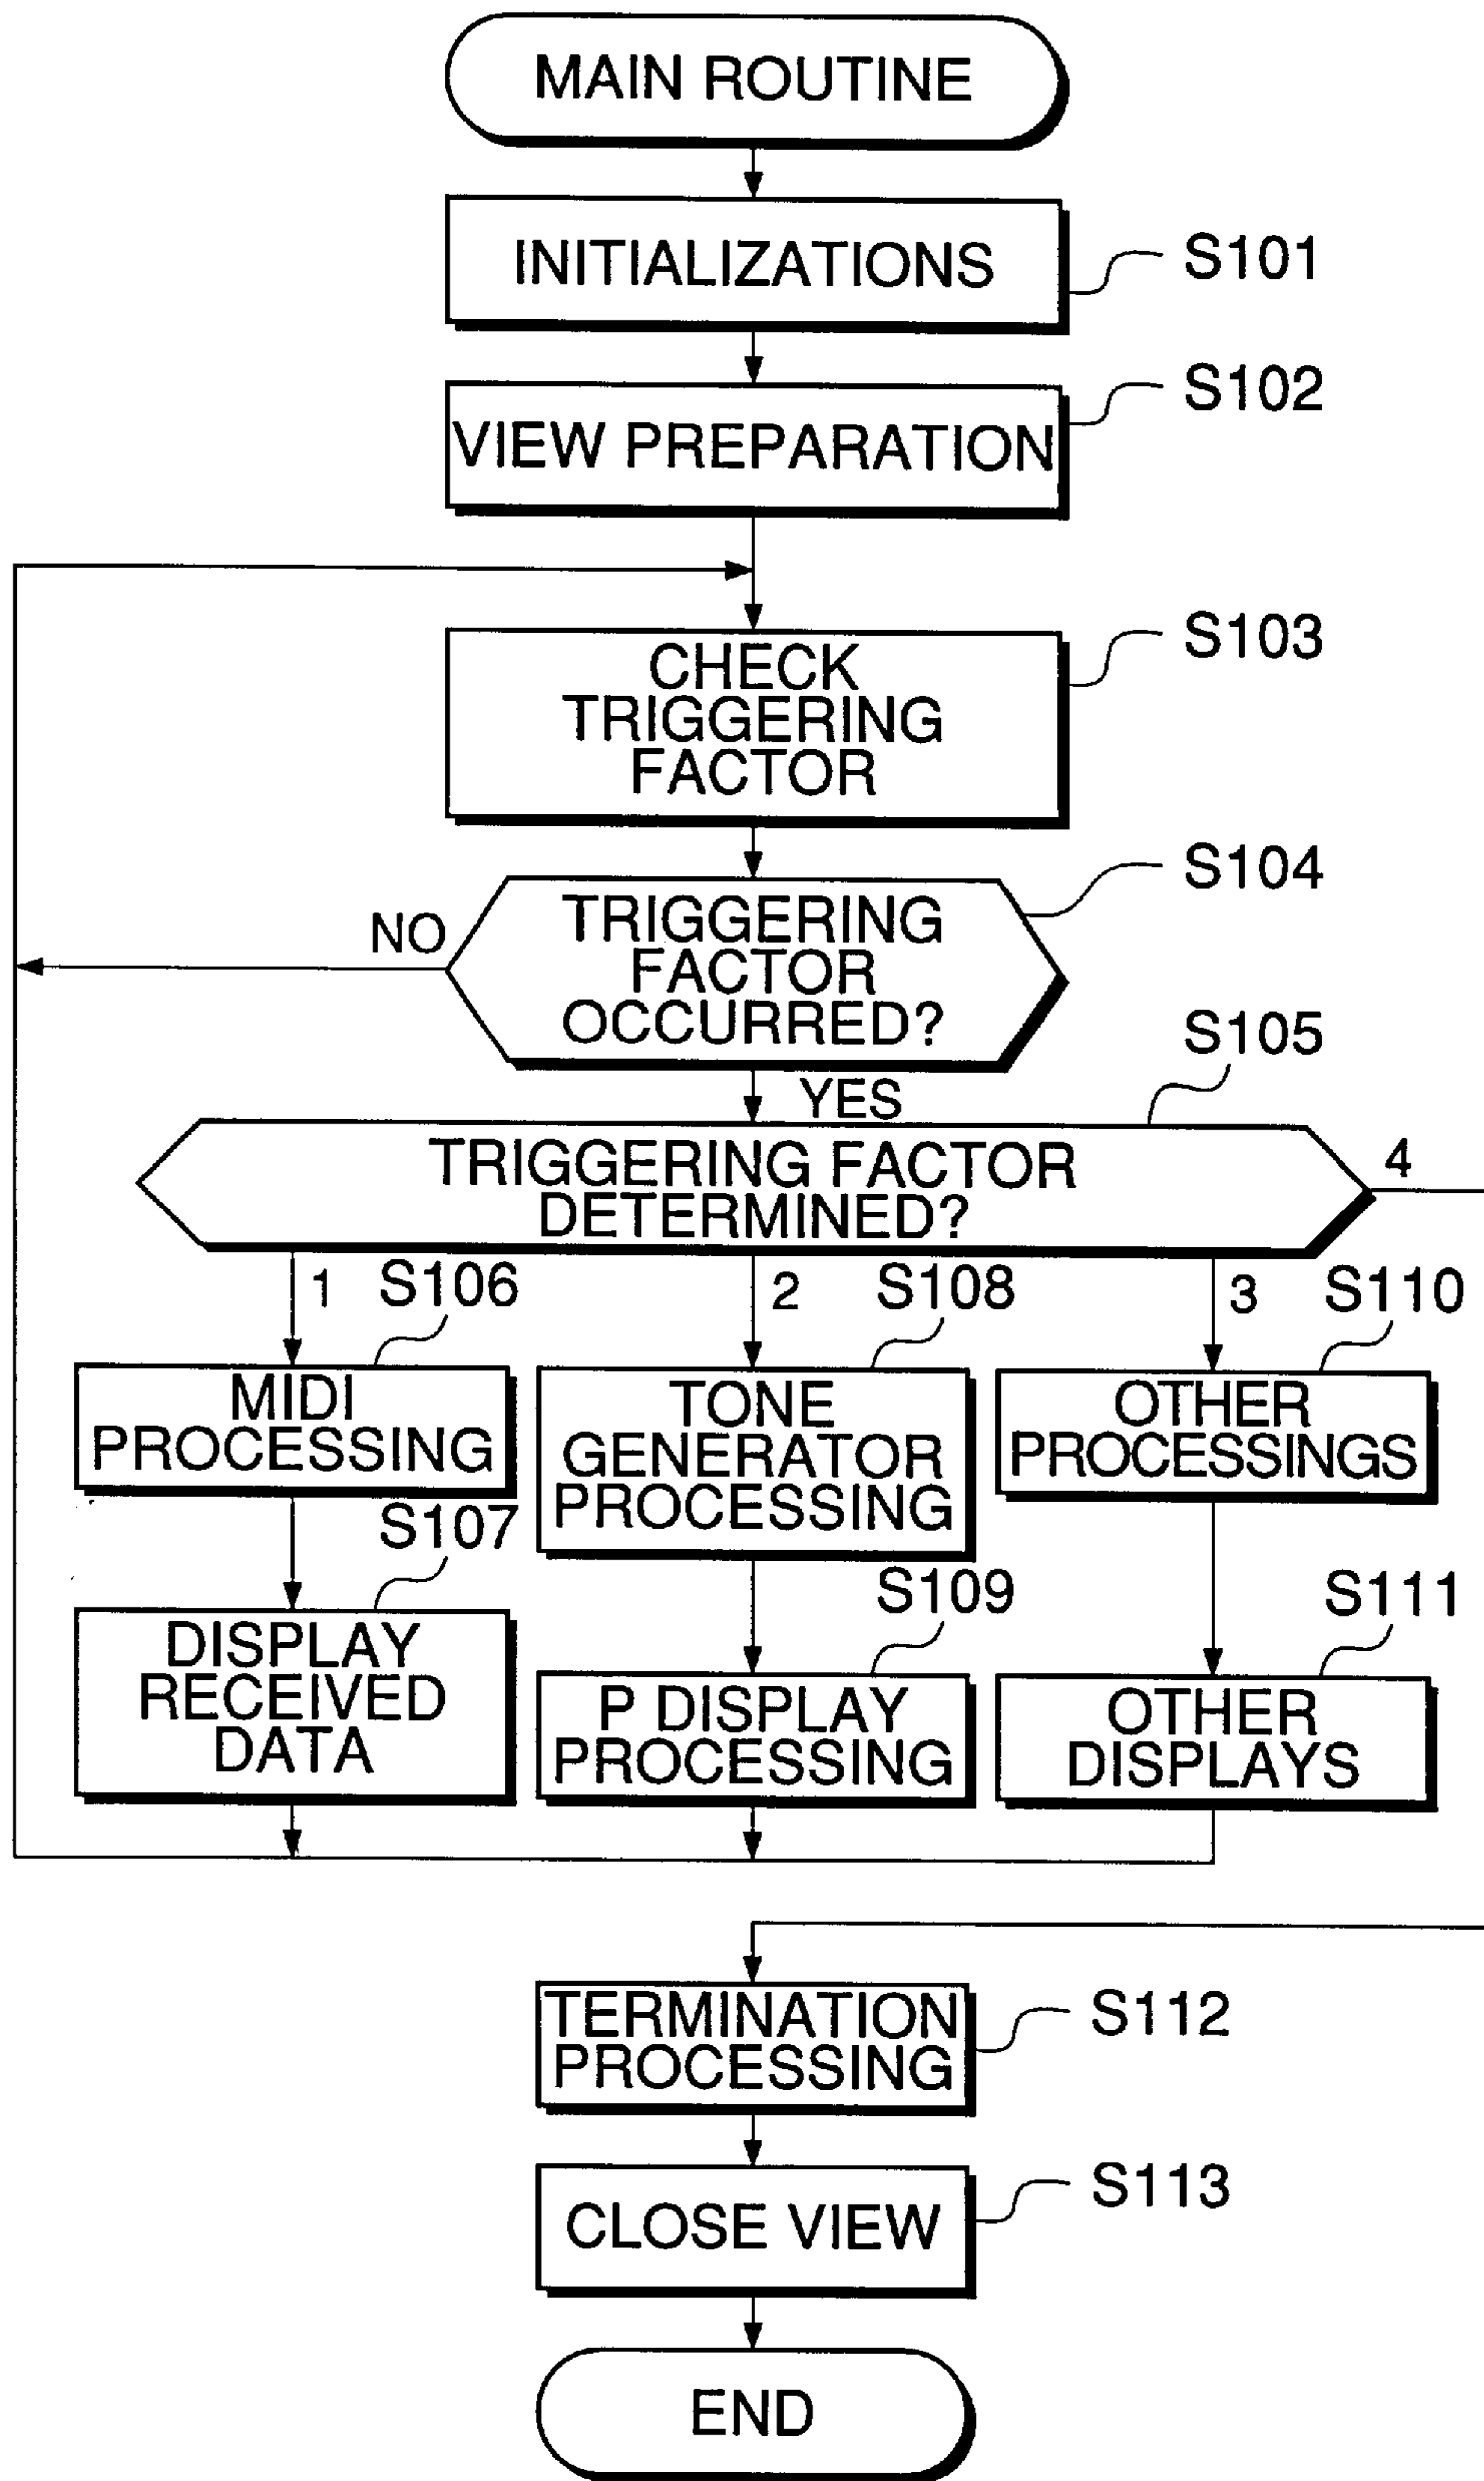 MAIN ROUTINE
INITIALIZATIONS
S101
VIEW PREPARATION
S102
CHECK
TRIGGERING
FACTOR
S103
TRIGGERING
FACTOR
OCCURRED?
S104
NO
YES
S105
TRIGGERING FACTOR
DETERMINED?
4
1
S106
2
S108
3
S110
MIDI
PROCESSING
TONE
GENERATOR
PROCESSING
OTHER
PROCESSINGS
S107
S109
S111
DISPLAY
RECEIVED
DATA
P DISPLAY
PROCESSING
OTHER
DISPLAYS
TERMINATION
PROCESSING
S112
CLOSE VIEW
S113
END